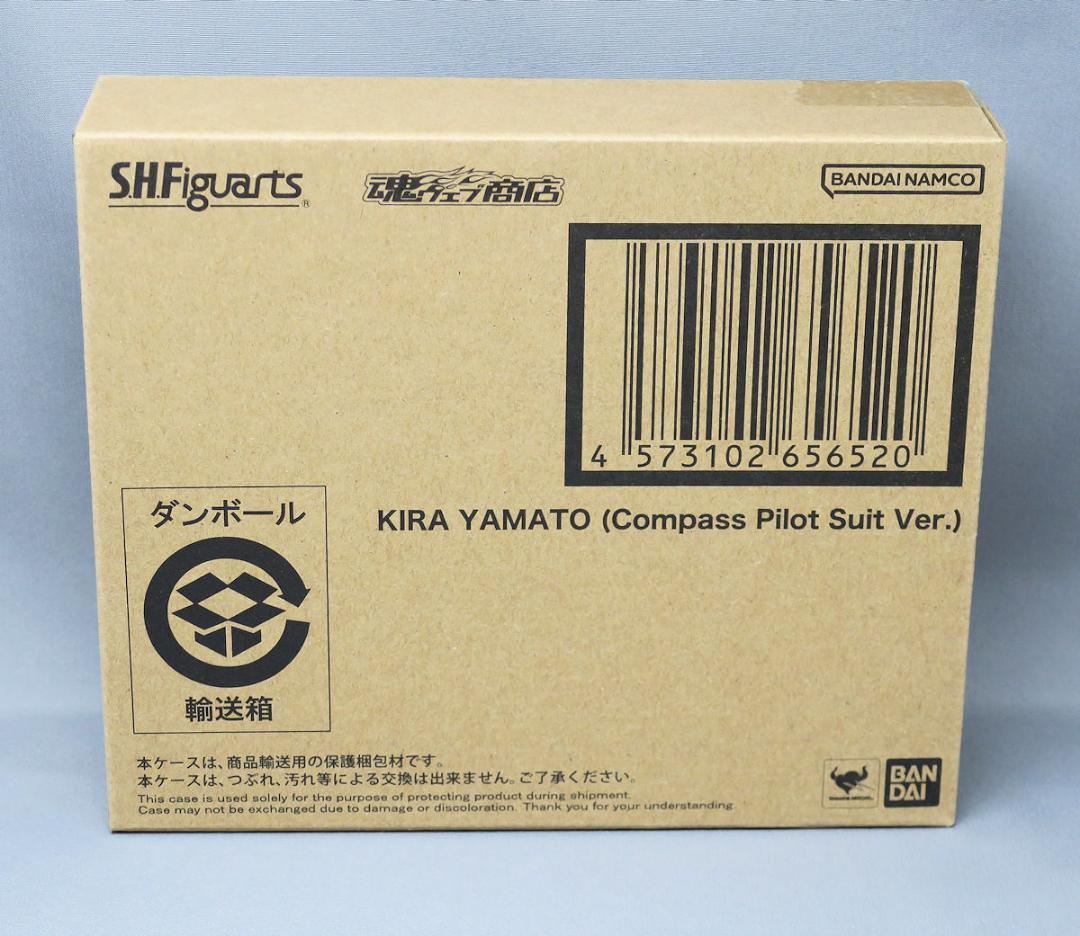 S.H.Figuarts®
魂ウェブ商店
BANDAI NAMCO
4 573102 656520
KIRA YAMATO (Compass Pilot Suit Ver.)
ダンボール
輸送箱
本ケースは、商品輸送用の保護梱包材です。
本ケースは、つぶれ、汚れ等による交換は出来ません。ご了承ください。
This case is used solely for the purpose of protecting product during shipment.
Case may not be exchanged due to damage or discoloration. Thank you for your understanding.
BAN
DAI